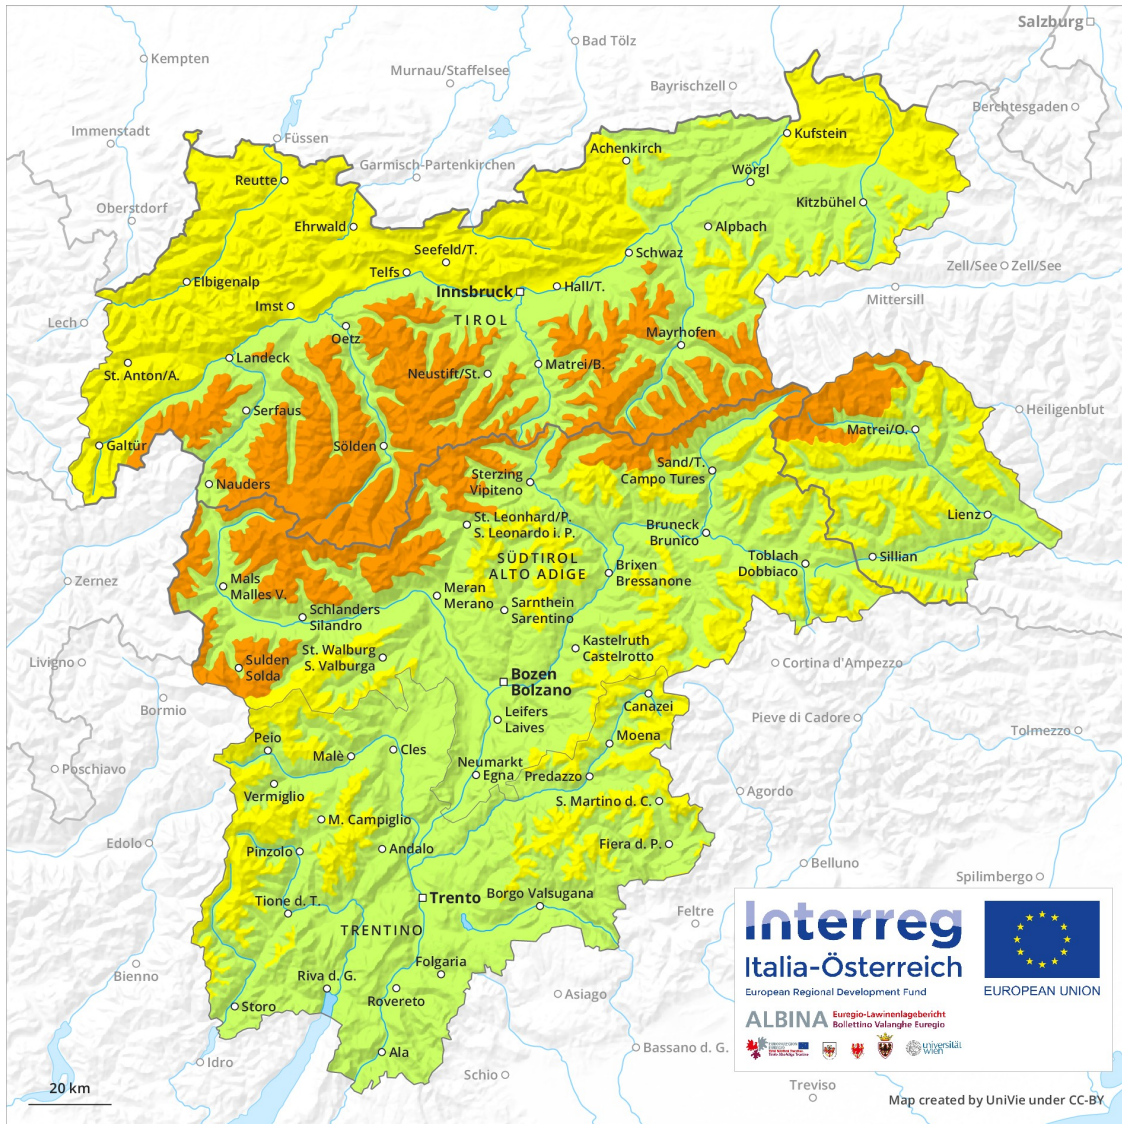 Salzburg
Bad Tölz
Kempten
Murnau/Staffelsee
Bayrischzell
Berchtesgaden
Immenstadt
Füssen
Kufstein
Achenkirch
Garmisch-Partenkirchen
Wörgl
Reutte
Oberstdorf
Kitzbühel
Ehrwald
Alpbach
Seefeld/T.
Schwaz
Zell/See
Zell/See
Telfs
Elbigenalp
Innsbruck
Hall/T.
Mittersill
Imst
Lech
TIROL
Oetz
Mayrhofen
Landeck
Matrei/B.
St. Anton/A.
Neustift/St.
Serfaus
Heiligenblut
Matrei/O.
Galtür
Sölden
Sand/T.
Campo Tures
Sterzing
Vipiteno
Nauders
Lienz
St. Leonhard/P.
S. Leonardo i. P.
Bruneck
Brunico
SÜDTIROL
ALTO ADIGE
Toblach
Dobbiaco
Sillian
Brixen
Bressanone
Zernez
Mals
Malles V.
Meran
Merano
Sarnthein
Sarentino
Schlanders
Silandro
Kastelruth
Castelrotto
St. Walburg
S. Valburga
Livigno
Sulden
Solda
Cortina d'Ampezzo
Bozen
Bolzano
Bormio
Canazei
Leifers
Laives
Pieve di Cadore
Tolmezzo
Peio
Moena
Malè
Cles
Neumarkt
Egna
Predazzo
Poschiavo
Vermiglio
Agordo
S. Martino d. C.
M. Campiglio
Edolo
Pinzolo
Andalo
Fiera d. P.
Belluno
Spilimbergo
Trento
Borgo Valsugana
Tione d. T.
Feltre
TRENTINO
Folgaria
Bienno
Riva d. G.
Rovereto
Asiago
Storo
Ala
Idro
Bassano d. G.
Schio
Treviso
20 km
Interreg
Italia-Österreich
European Regional Development Fund
EUROPEAN UNION
ALBINA
Euregio-Lawinenlagebericht
Bollettino Valanghe Euregio
universität
wien
Map created by UniVie under CC-BY